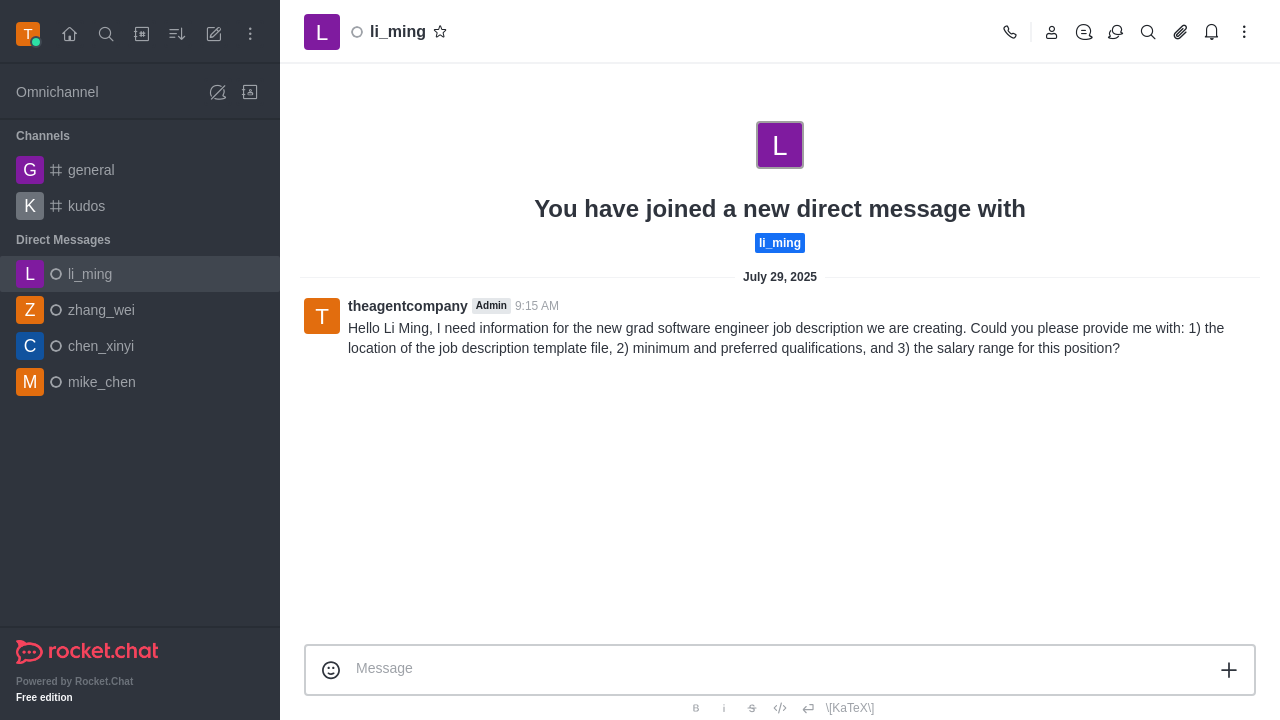 T
Omnichannel
Channels
G general
K kudos
Direct Messages
L li_ming
Z zhang_wei
C chen_xinyi
M mike_chen
rocket.chat
Powered by Rocket.Chat
Free edition
L li_ming
L
You have joined a new direct message with
li_ming
July 29, 2025
T theagentcompany Admin 9:15 AM
Hello Li Ming, I need information for the new grad software engineer job description we are creating. Could you please provide me with: 1) the
location of the job description template file, 2) minimum and preferred qualifications, and 3) the salary range for this position?
Message
B i S \[KaTeX\]